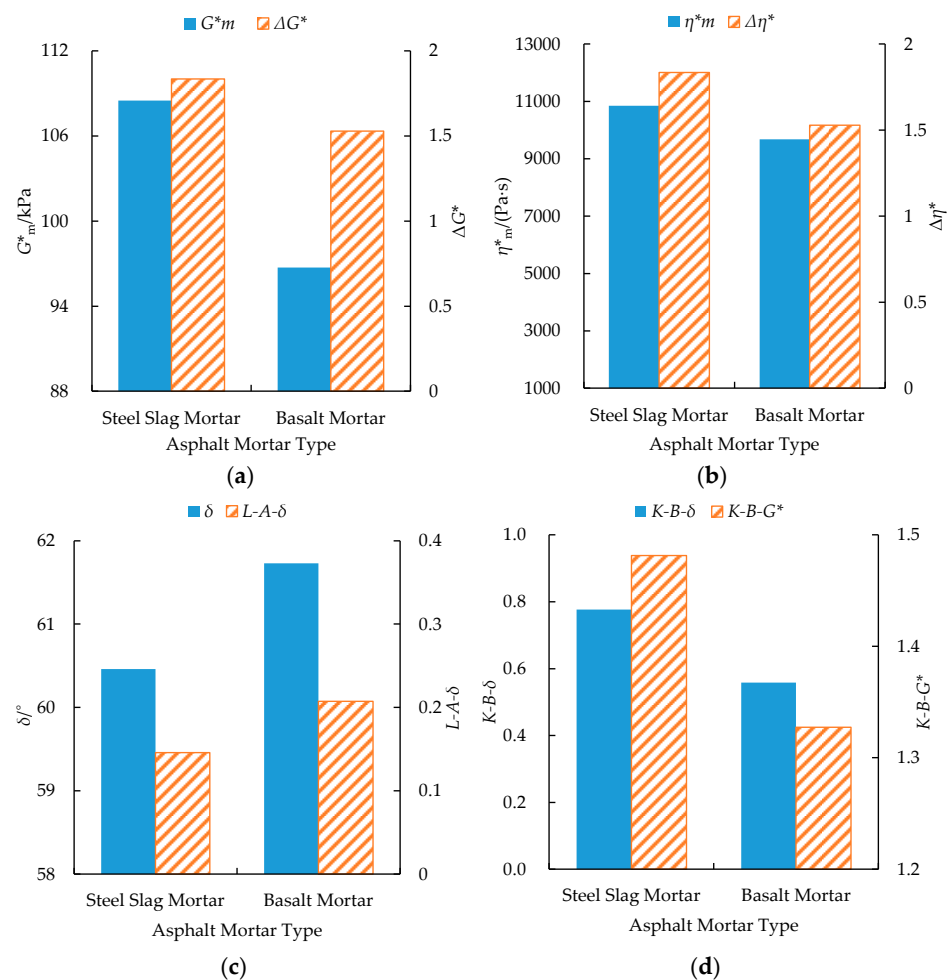 G*m ΔG*
112
106
100
94
88
G*m/kPa
2
1.5
1
0.5
0
ΔG*
Steel Slag Mortar Basalt Mortar
Asphalt Mortar Type
(a)
η*m Δη*
13000
11000
9000
7000
5000
3000
1000
η*m/(Pa·s)
2
1.5
1
0.5
0
Δη*
Steel Slag Mortar Basalt Mortar
Asphalt Mortar Type
(b)
δ L-A-δ
62
61
60
59
58
δ/°
0.4
0.3
0.2
0.1
0
L-A-δ
Steel Slag Mortar Basalt Mortar
Asphalt Mortar Type
(c)
K-B-δ K-B-G*
1.0
0.8
0.6
0.4
0.2
0.0
K-B-δ
1.5
1.4
1.3
1.2
K-B-G*
Steel Slag Mortar Basalt Mortar
Asphalt Mortar Type
(d)